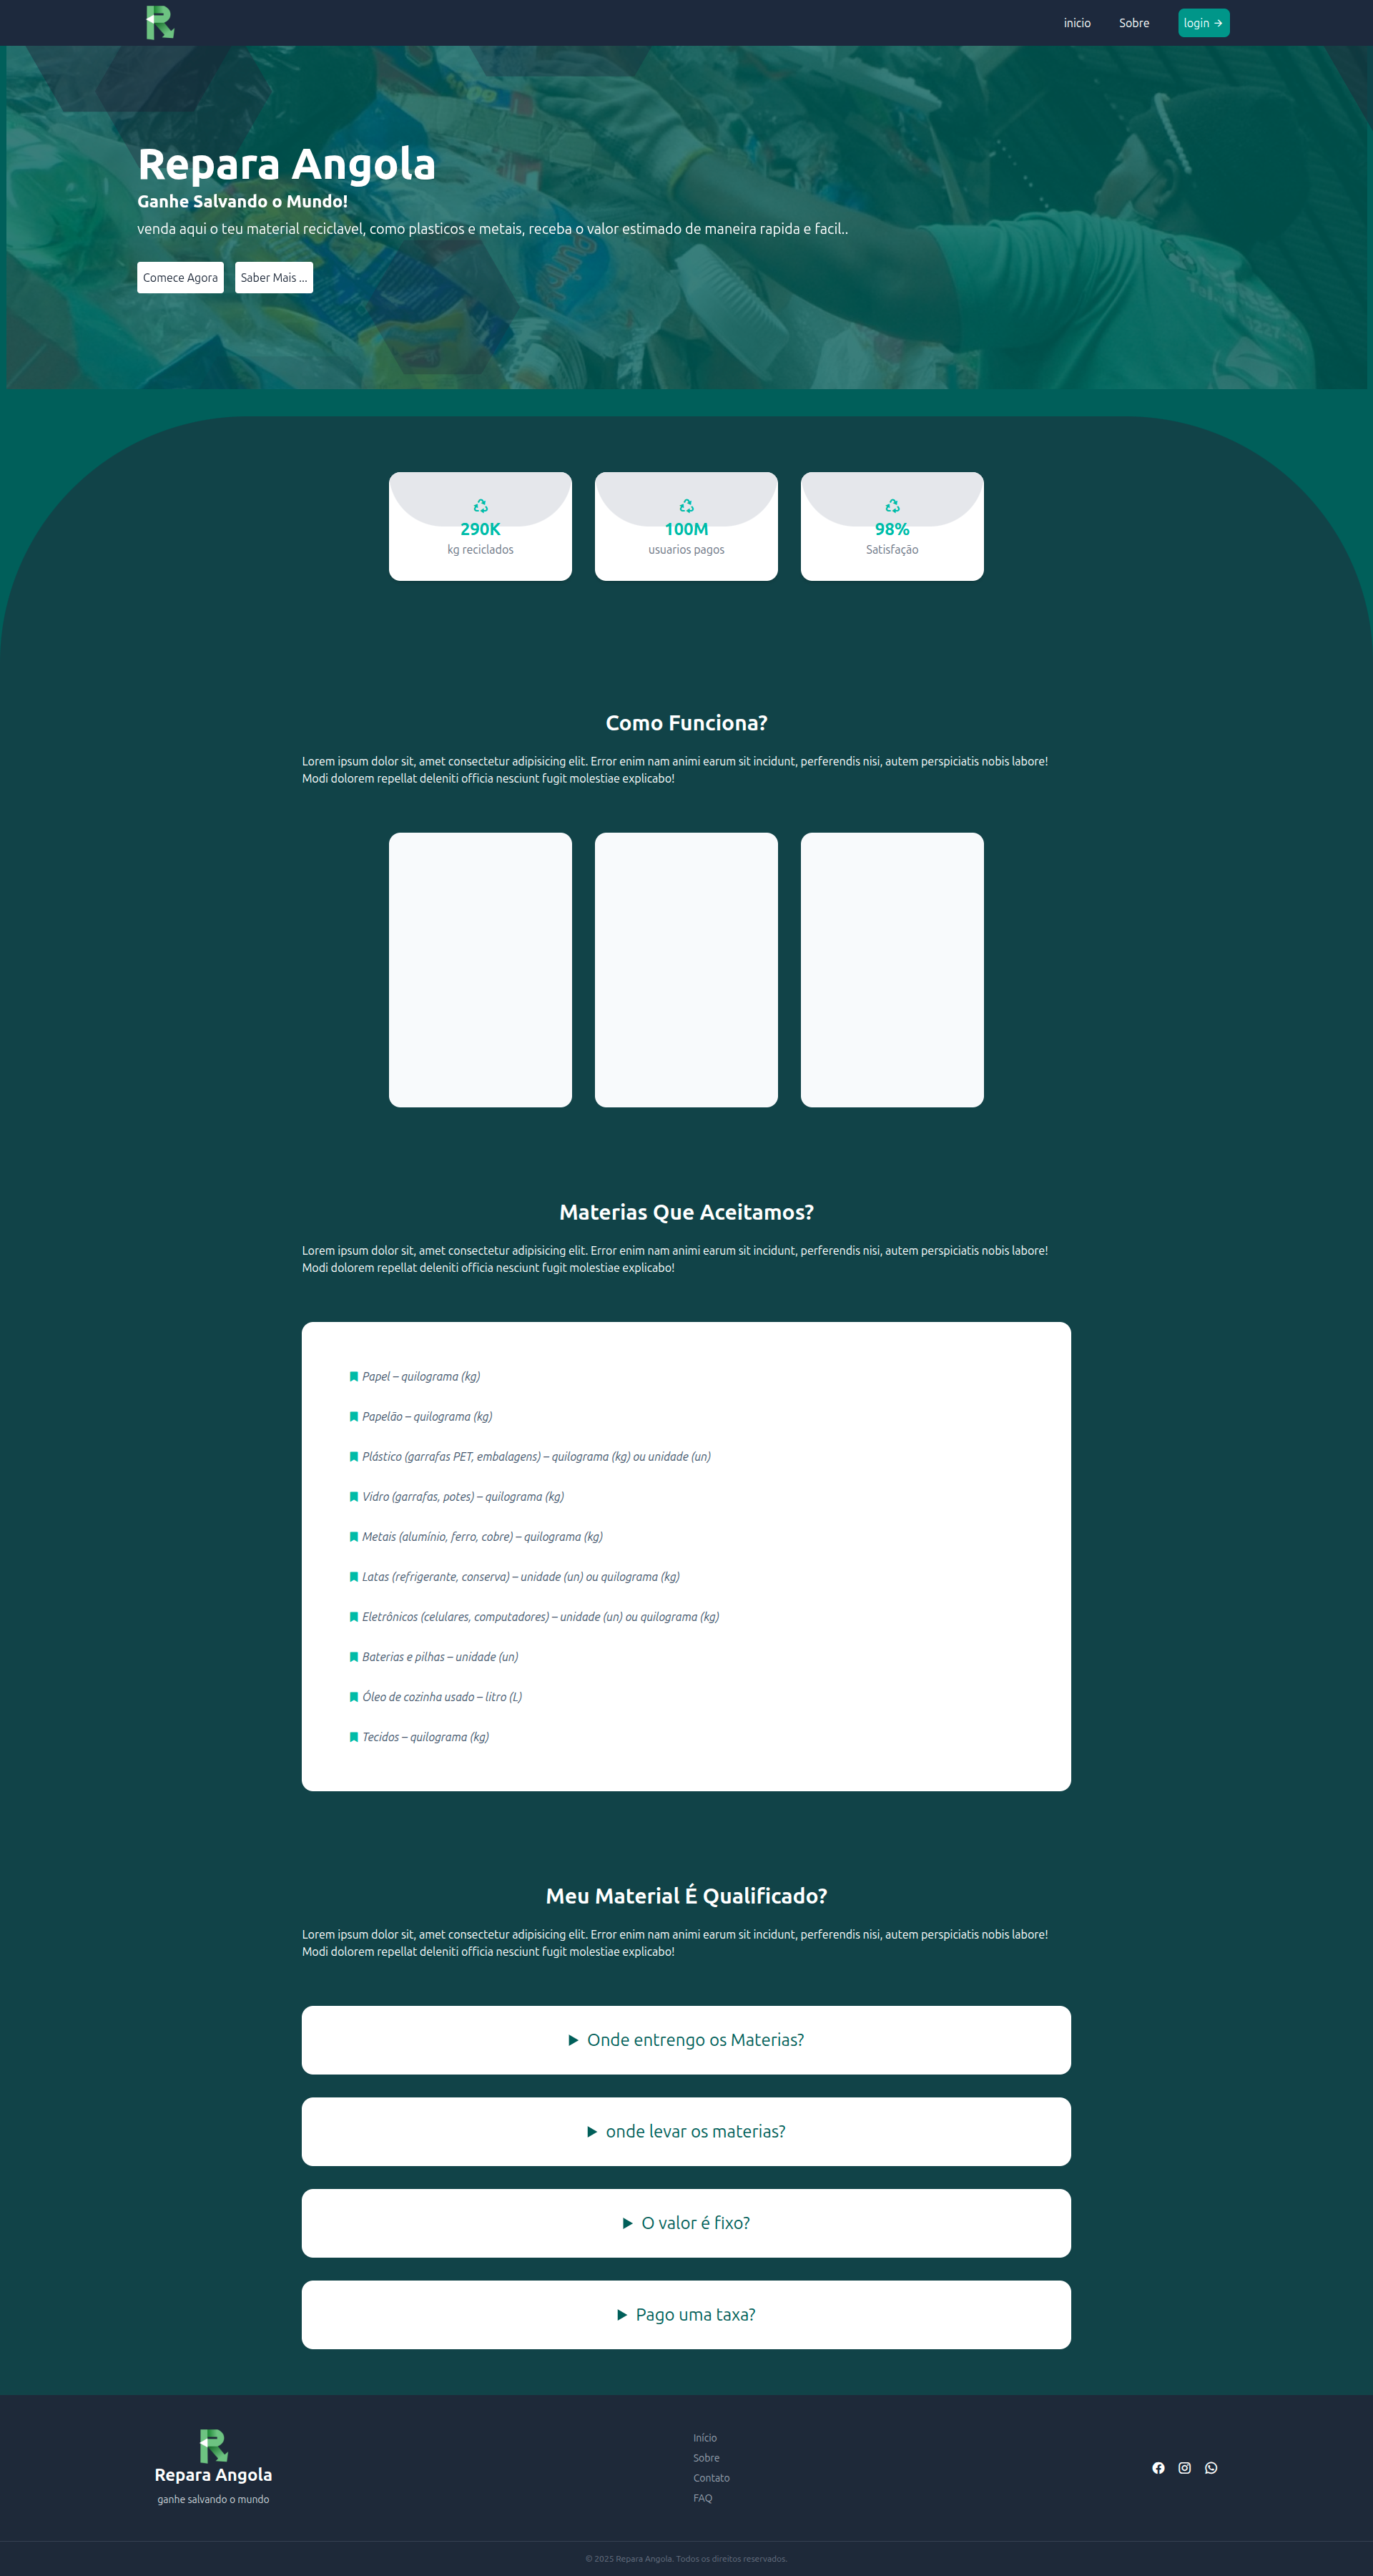 inicio
Sobre
login →
Repara Angola
Ganhe Salvando o Mundo!
venda aqui o teu material reciclavel, como plasticos e metais, receba o valor estimado de maneira rapida e facil..
Comece Agora
Saber Mais ...
290K
kg reciclados
100M
usuarios pagos
98%
Satisfação
Como Funciona?
Lorem ipsum dolor sit, amet consectetur adipisicing elit. Error enim nam animi earum sit incidunt, perferendis nisi, autem perspiciatis nobis labore!
Modi dolorem repellat deleniti officia nesciunt fugit molestiae explicabo!
Materias Que Aceitamos?
Lorem ipsum dolor sit, amet consectetur adipisicing elit. Error enim nam animi earum sit incidunt, perferendis nisi, autem perspiciatis nobis labore!
Modi dolorem repellat deleniti officia nesciunt fugit molestiae explicabo!
Papel – quilograma (kg)
Papelão – quilograma (kg)
Plástico (garrafas PET, embalagens) – quilograma (kg) ou unidade (un)
Vidro (garrafas, potes) – quilograma (kg)
Metais (alumínio, ferro, cobre) – quilograma (kg)
Latas (refrigerante, conserva) – unidade (un) ou quilograma (kg)
Eletrônicos (celulares, computadores) – unidade (un) ou quilograma (kg)
Baterias e pilhas – unidade (un)
Óleo de cozinha usado – litro (L)
Tecidos – quilograma (kg)
Meu Material É Qualificado?
Lorem ipsum dolor sit, amet consectetur adipisicing elit. Error enim nam animi earum sit incidunt, perferendis nisi, autem perspiciatis nobis labore!
Modi dolorem repellat deleniti officia nesciunt fugit molestiae explicabo!
▶ Onde entrengo os Materias?
▶ onde levar os materias?
▶ O valor é fixo?
▶ Pago uma taxa?
Repara Angola
ganhe salvando o mundo
Início
Sobre
Contato
FAQ
© 2025 Repara Angola. Todos os direitos reservados.